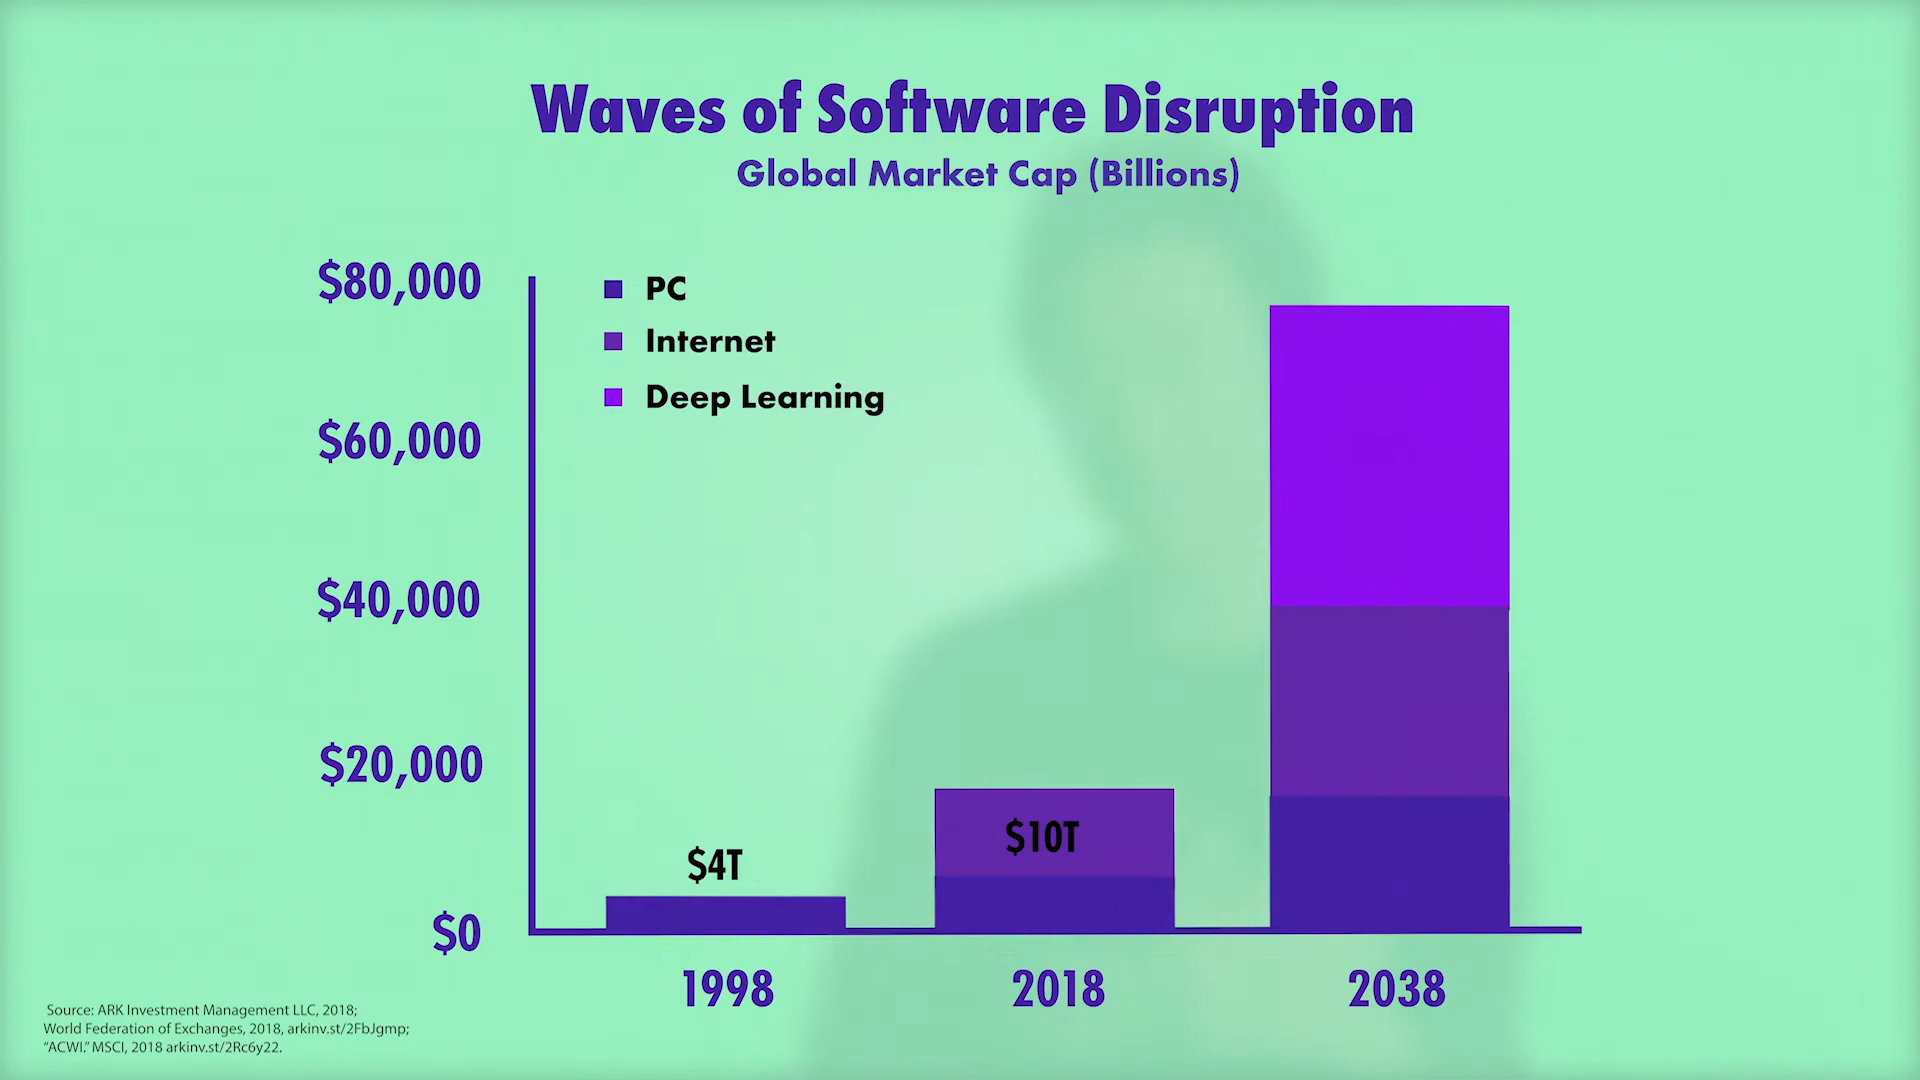 Waves of Software Disruption
Global Market Cap (Billions)
$80,000
PC
Internet
Deep Learning
$60,000
$40,000
$20,000
$10T
$4T
$0
1998
2018
2038
Source: ARK Investment Management LLC, 2018;
World Federation of Exchanges, 2018, arkinv.st/2FbJgmp;
“ACWI.” MSCI, 2018 arkinv.st/2Rc6y22.